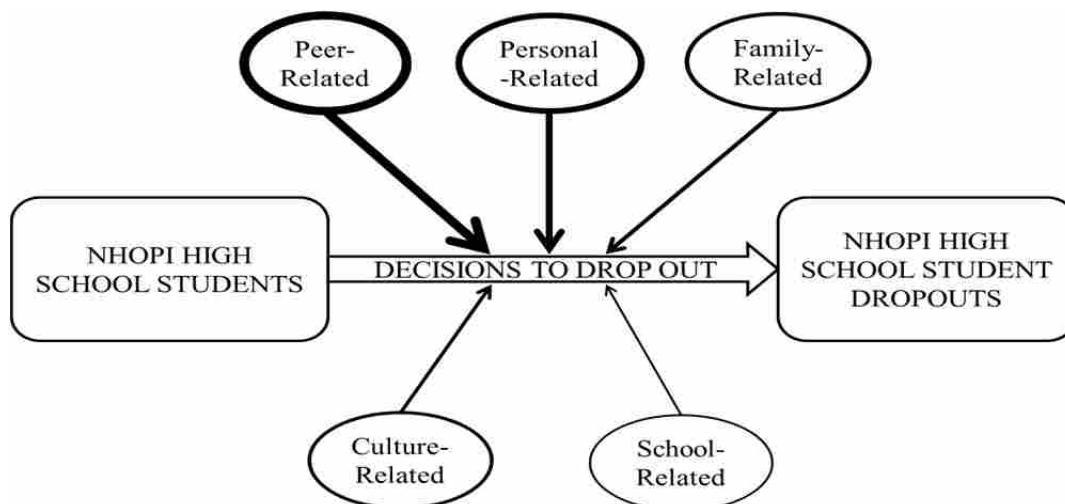 Peer-
Related
Personal
-Related
Family-
Related
NHOPI HIGH
SCHOOL STUDENTS
DECISIONS TO DROP OUT
NHOPI HIGH
SCHOOL STUDENT
DROPOUTS
Culture-
Related
School-
Related